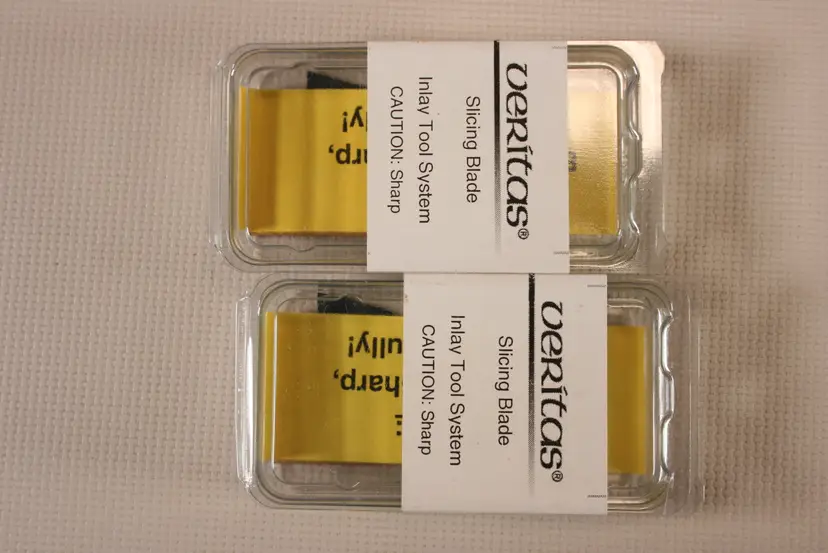 veritas®
Slicing Blade
Inlay Tool System
CAUTION: Sharp
veritas®
Slicing Blade
Inlay Tool System
CAUTION: Sharp